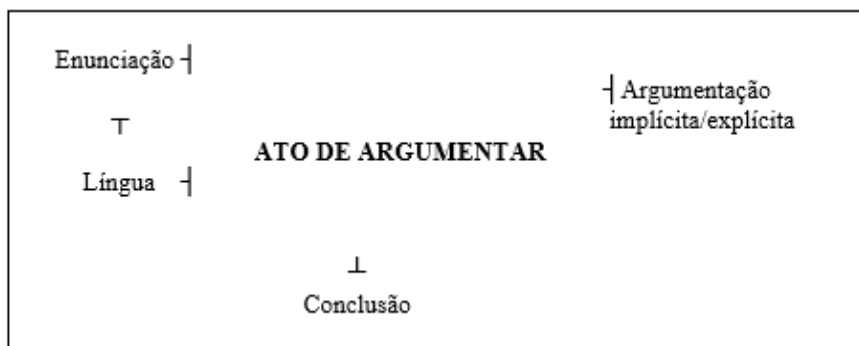 Enunciação ┤
┤ Argumentação
implícita/explícita
┬
ATO DE ARGUMENTAR
Língua ┤
┴
Conclusão